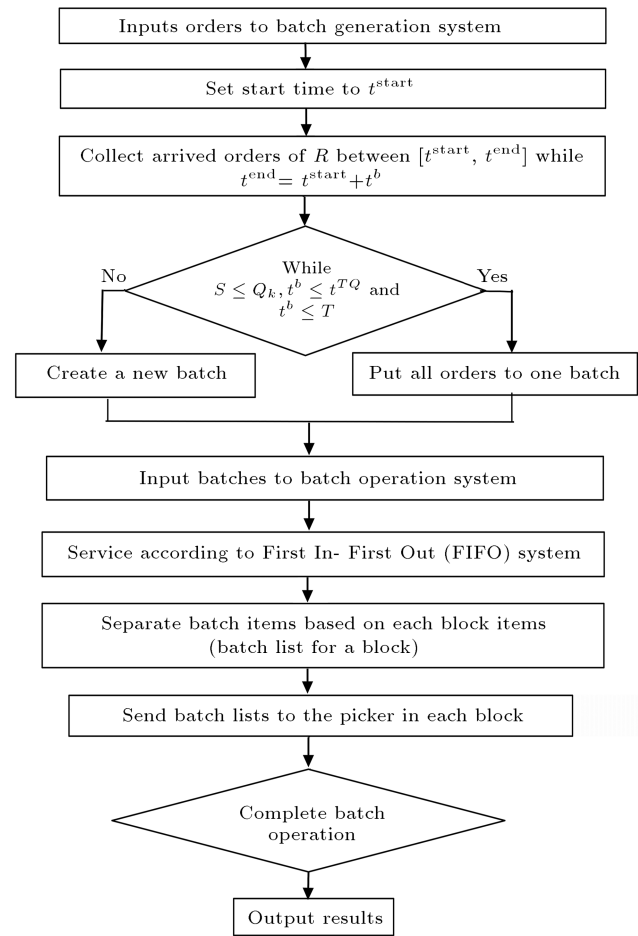 Inputs orders to batch generation system
Set start time to t^start
Collect arrived orders of R between [t^start, t^end] while
t^end= t^start+t^b
While
No
Yes
S ≤ Q_k, t^b ≤ t^TQ and
t^b ≤ T
Create a new batch
Put all orders to one batch
Input batches to batch operation system
Service according to First In- First Out (FIFO) system
Separate batch items based on each block items
(batch list for a block)
Send batch lists to the picker in each block
Complete batch
operation
Output results